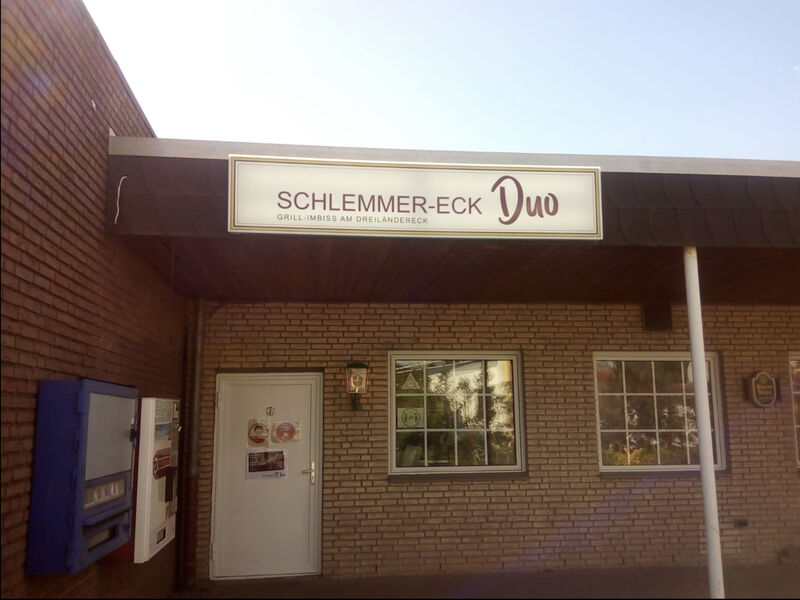 SCHLEMMER-ECK Duo
GRILL-IMBISS AM DREILÄNDERECK